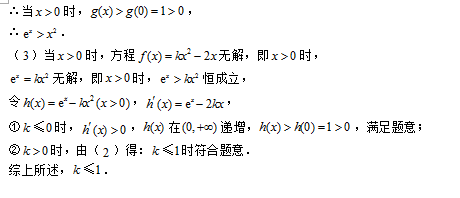 ∴当x>0时，g(x)>g(0)=1>0，
∴e^x>x²．
（3）当x>0时，方程f(x)=kx²−2x无解，即x>0时，
e^x=kx²无解，即x>0时，e^x>kx²恒成立，
令h(x)=e^x−kx²(x>0)，h′(x)=e^x−2kx，
①k≤0时，h′(x)>0，h(x)在(0,+∞)递增，h(x)>h(0)=1>0，满足题意；
②k>0时，由（2）得：k≤1时符合题意．
综上所述，k≤1．